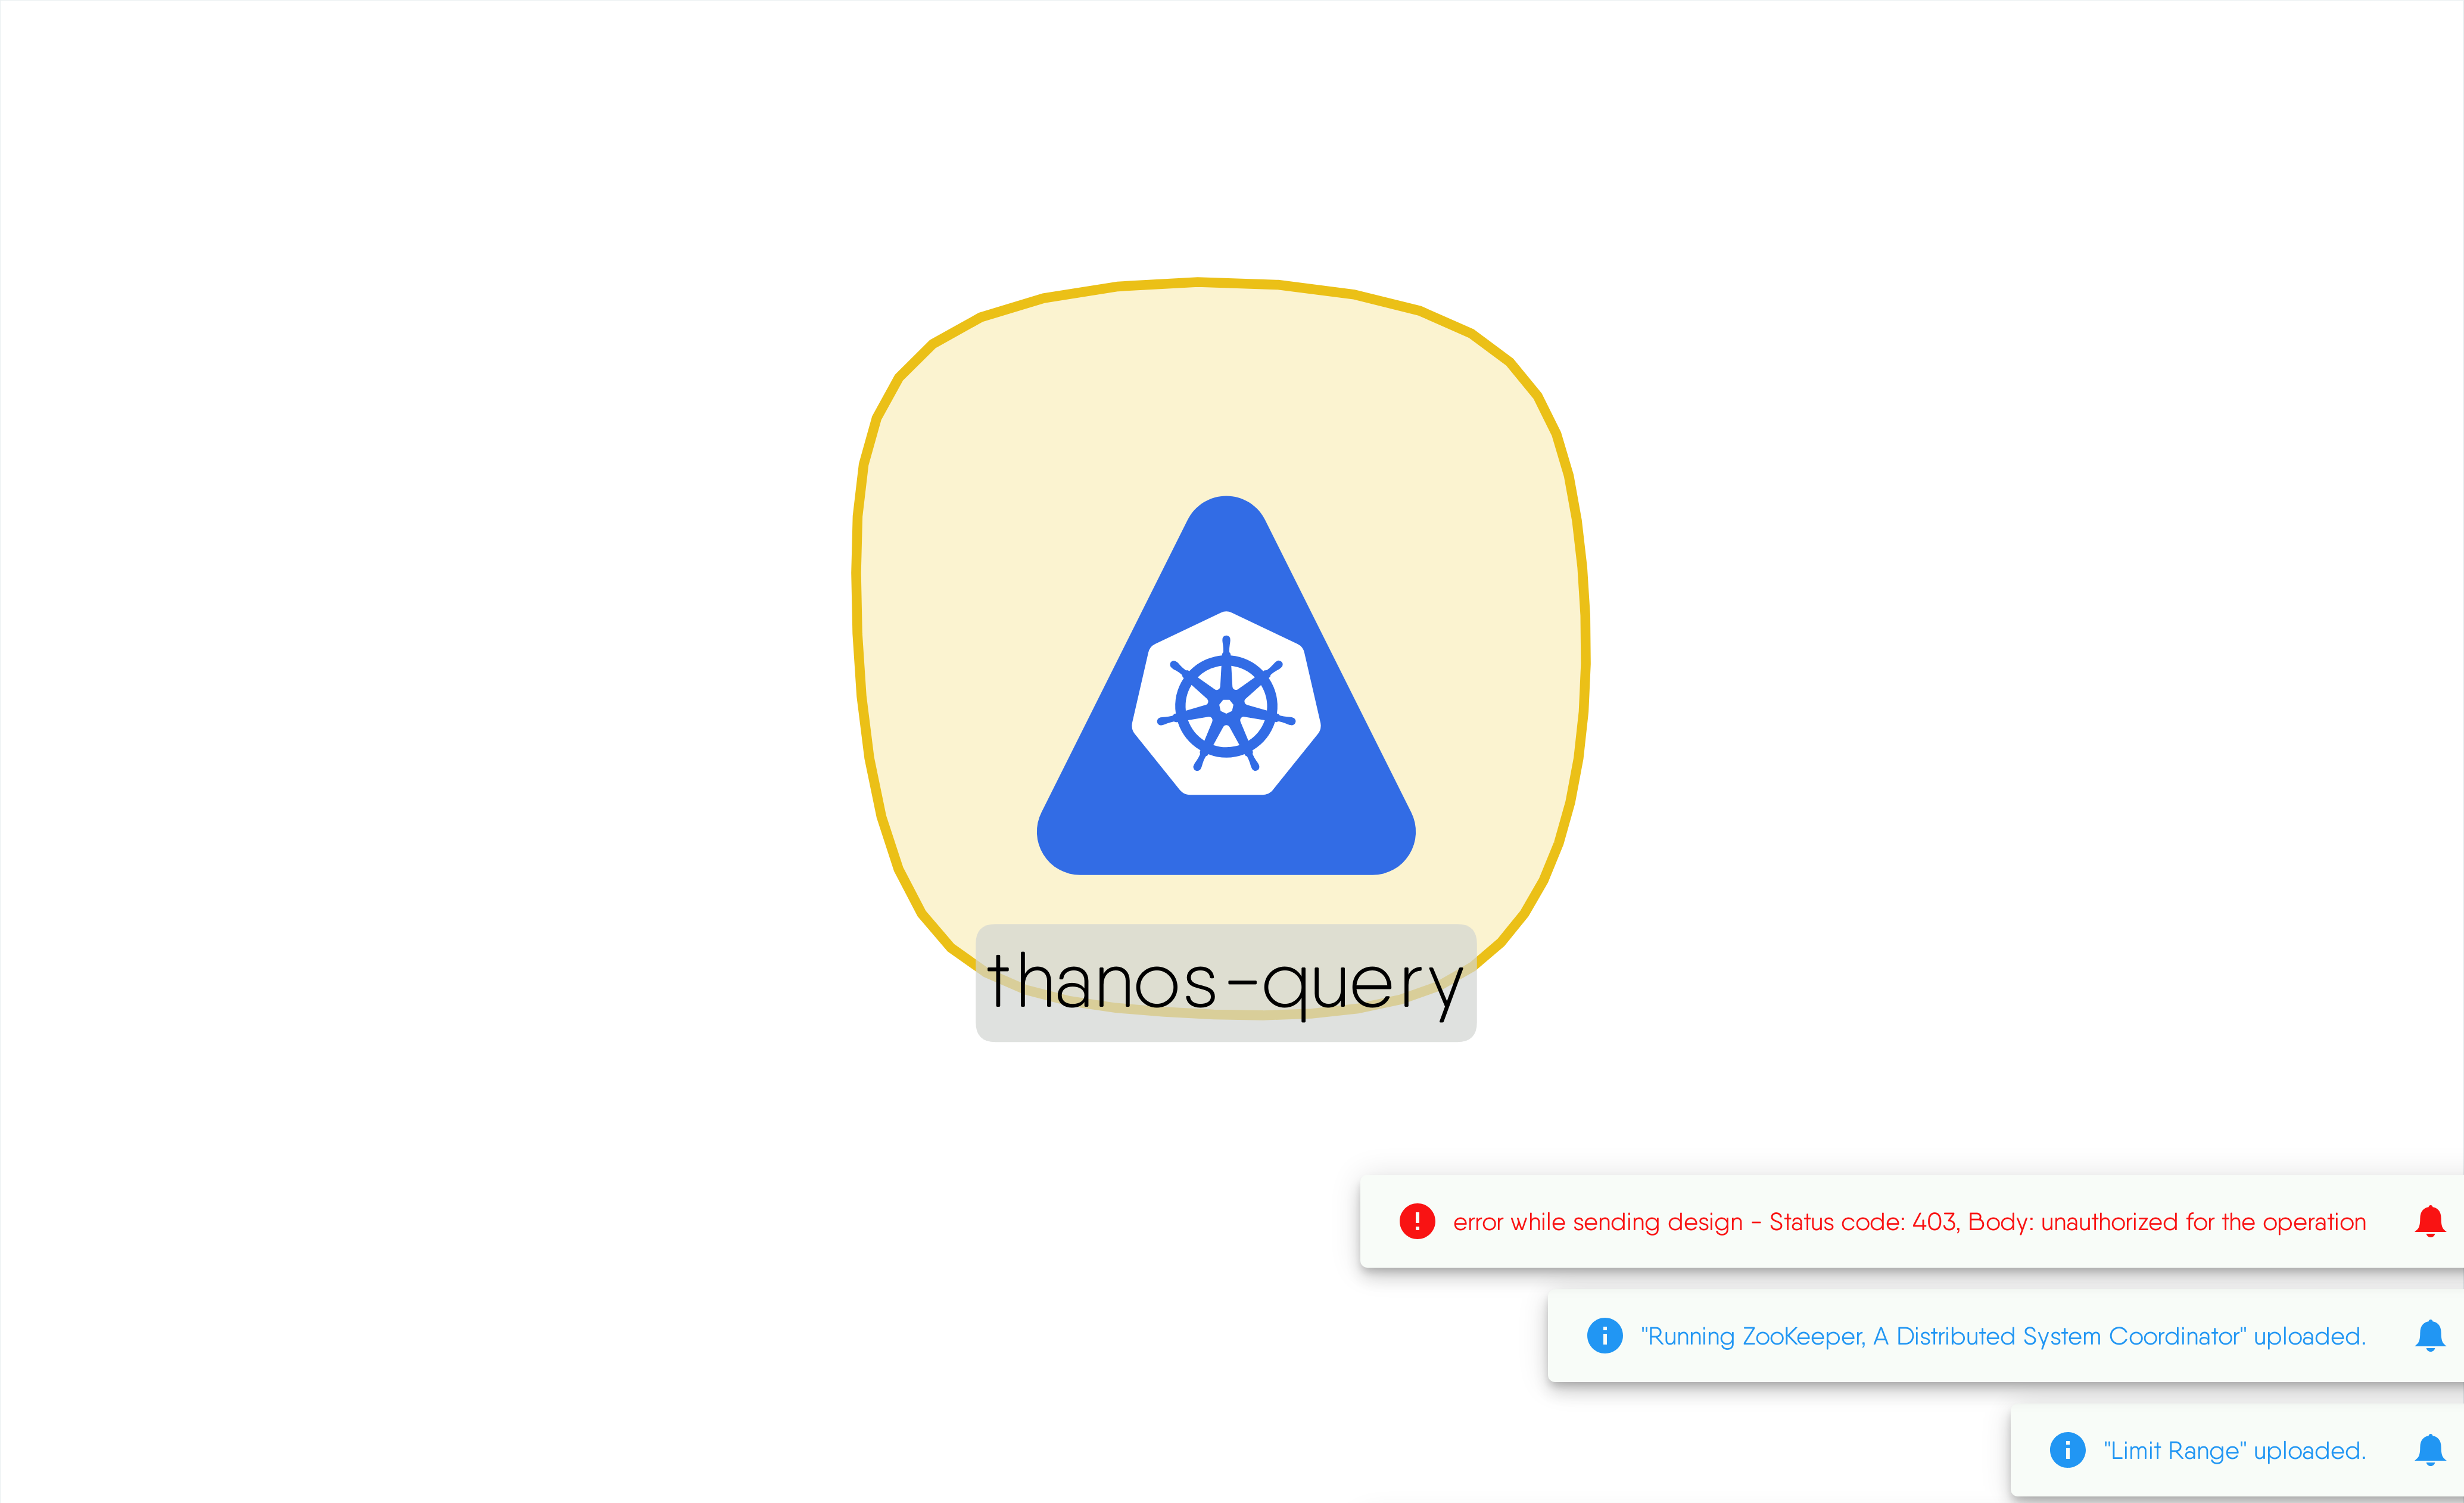 thanos-query
error while sending design - Status code: 403, Body: unauthorized for the operation
"Running ZooKeeper, A Distributed System Coordinator" uploaded.
"Limit Range" uploaded.